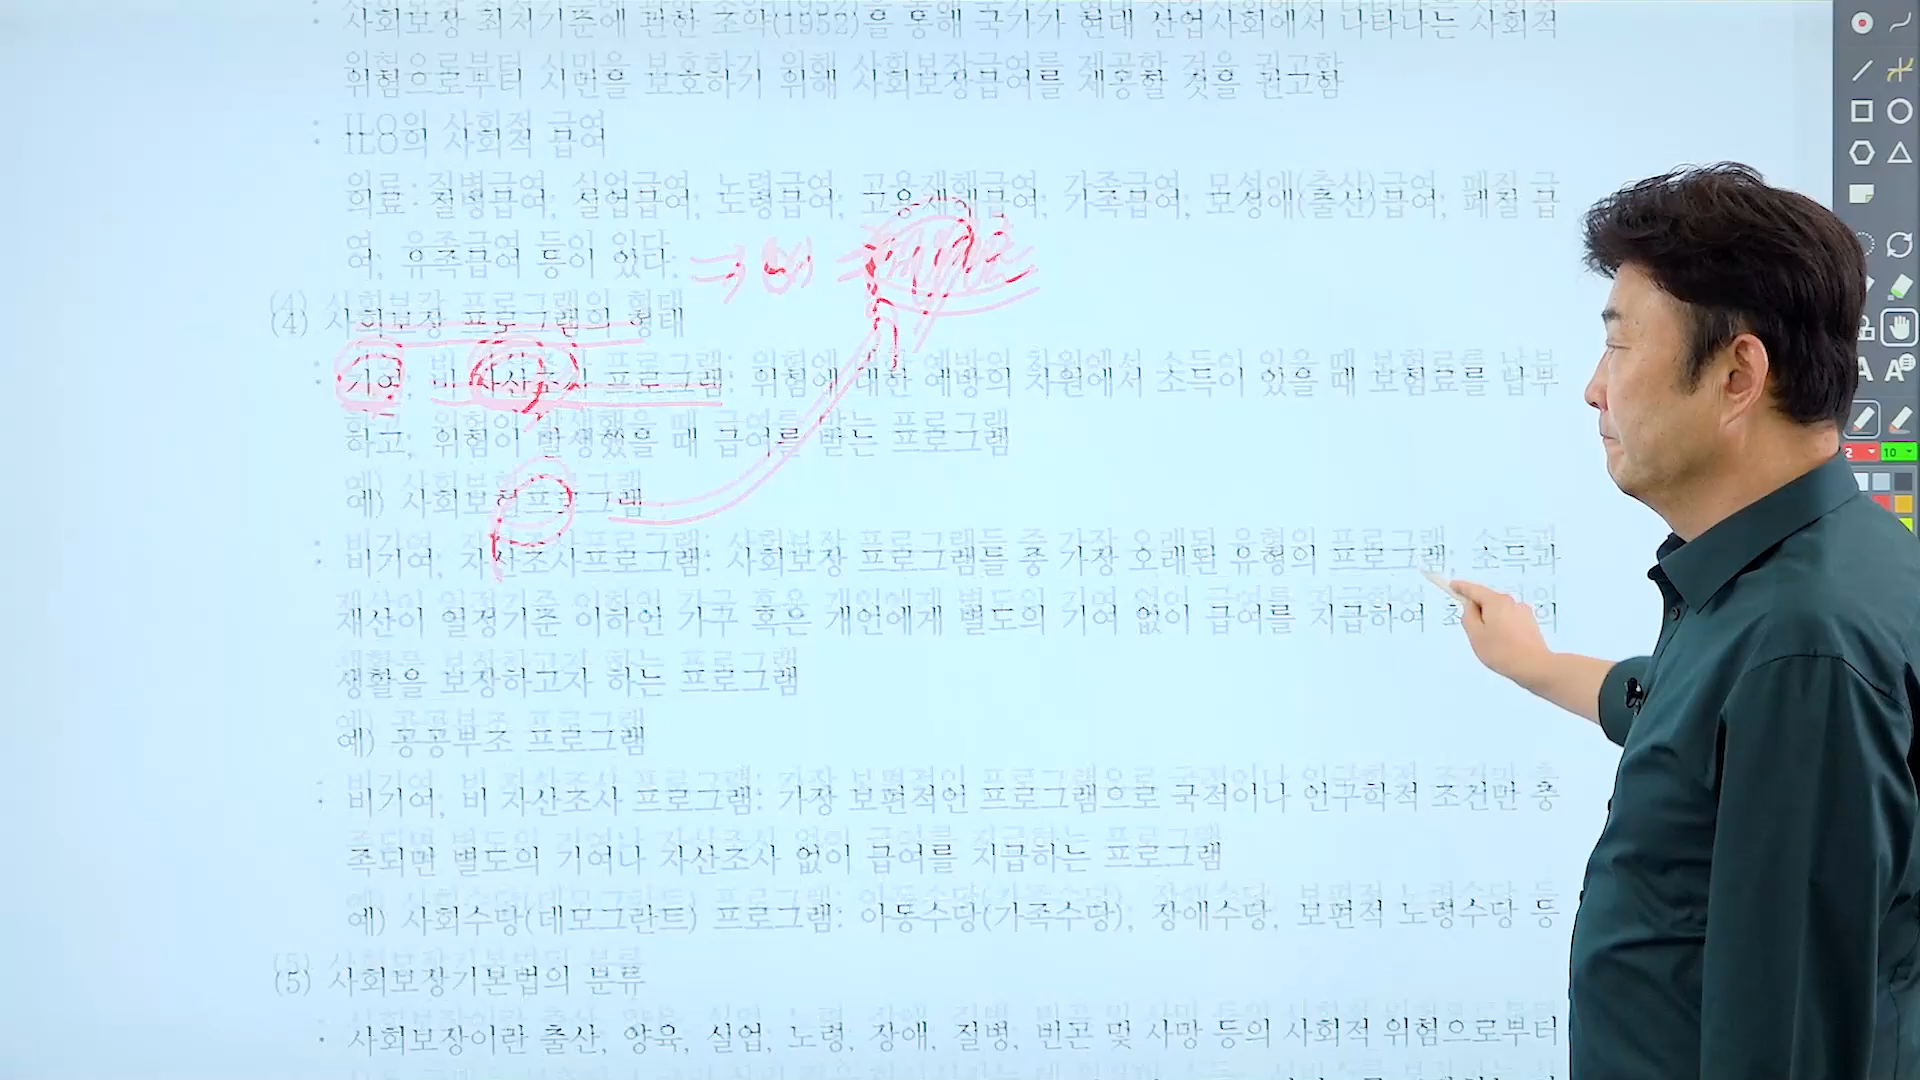 사회보장 최저기준에 관한 조약(1952)을 통해 국가가 현대 산업사회에서 나타나는 사회적
위험으로부터 시민을 보호하기 위해 사회보장급여를 제공할 것을 권고함
· ILO의 사회적 급여
의료·질병급여, 실업급여, 노령급여, 고용재해급여, 가족급여, 모성애(출산)급여, 폐질 급
여, 유족급여 등이 있다.
(4) 사회보장 프로그램의 형태
· 기여, 비 자산조사 프로그램: 위험에 대한 예방의 차원에서 소득이 있을 때 보험료를 납부
하고, 위험이 발생했을 때 급여를 받는 프로그램
예) 사회보험프로그램
· 비기여, 자산조사프로그램: 사회보장 프로그램들 중 가장 오래된 유형의 프로그램, 소득과
재산이 일정기준 이하인 가구 혹은 개인에게 별도의 기여 없이 급여를 지급하여
생활을 보장하고자 하는 프로그램
예) 공공부조 프로그램
· 비기여, 비 자산조사 프로그램: 가장 보편적인 프로그램으로 국적이나 인구학적 조건만 충
족되면 별도의 기여나 자산조사 없이 급여를 지급하는 프로그램
예) 사회수당(데모그란트) 프로그램: 아동수당(가족수당), 장애수당, 보편적 노령수당 등
(5) 사회보장기본법의 분류
· 사회보장이란 출산, 양육, 실업, 노령, 장애, 질병, 빈곤 및 사망 등의 사회적 위험으로부터